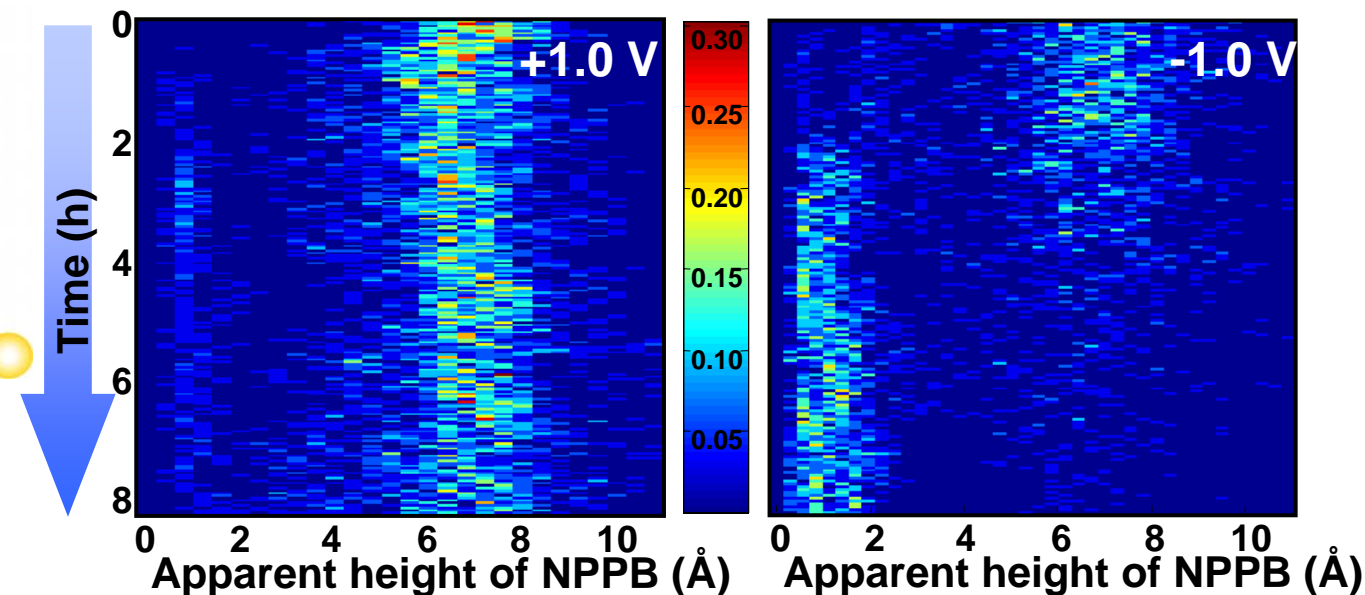 Time (h)
0
2
4
6
8
+1.0 V
0 2 4 6 8 10
Apparent height of NPPB (Å)
0.30
0.25
0.20
0.15
0.10
0.05
-1.0 V
0 2 4 6 8 10
Apparent height of NPPB (Å)